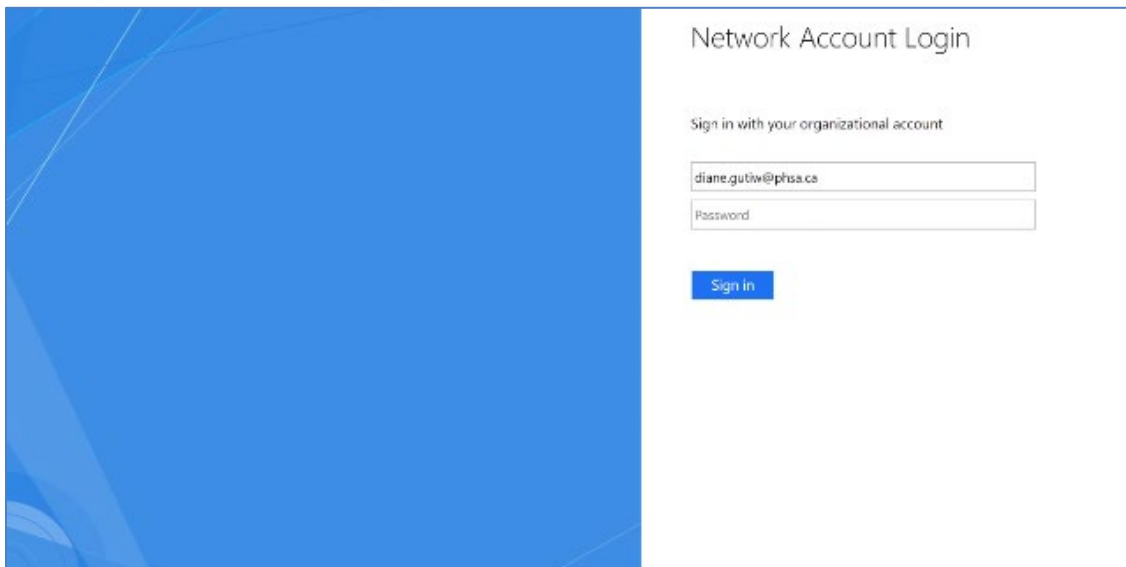 Network Account Login
Sign in with your organizational account
diane.gutiw@phsa.ca
Password
Sign in